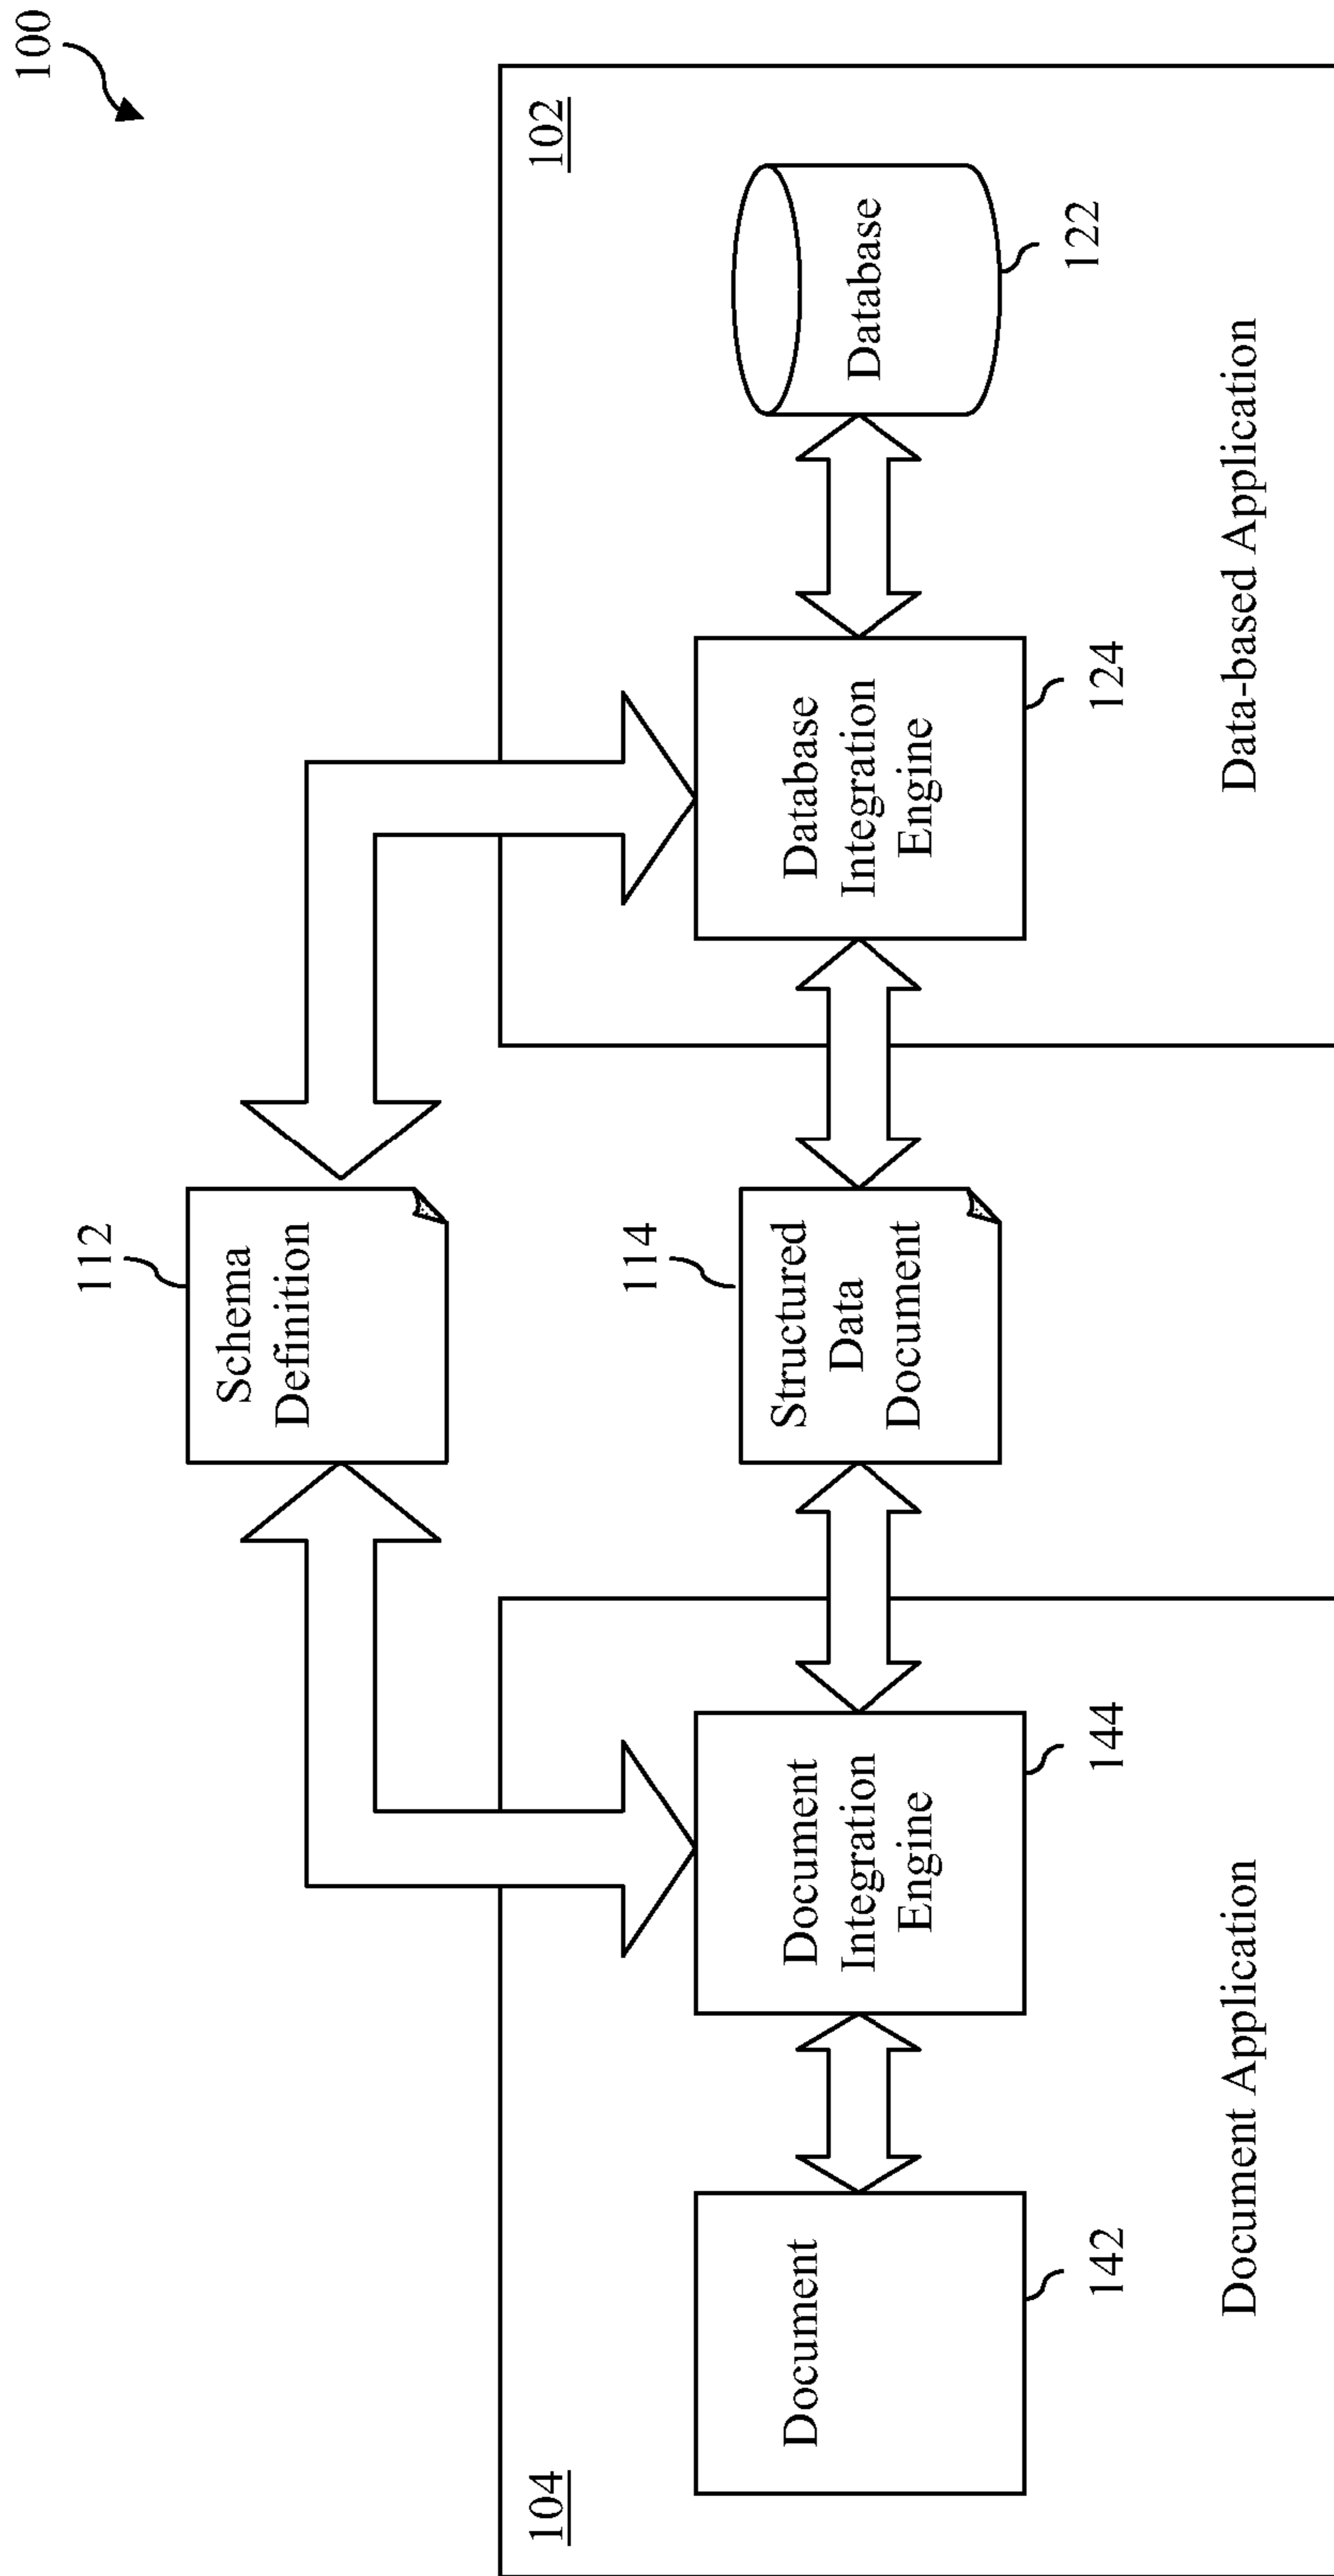 100
112
Schema
Definition
114
Structured
Data
Document
104
Document
142
Document
Integration
Engine
144
Document Application
102
Database
Integration
Engine
124
Database
122
Data-based Application